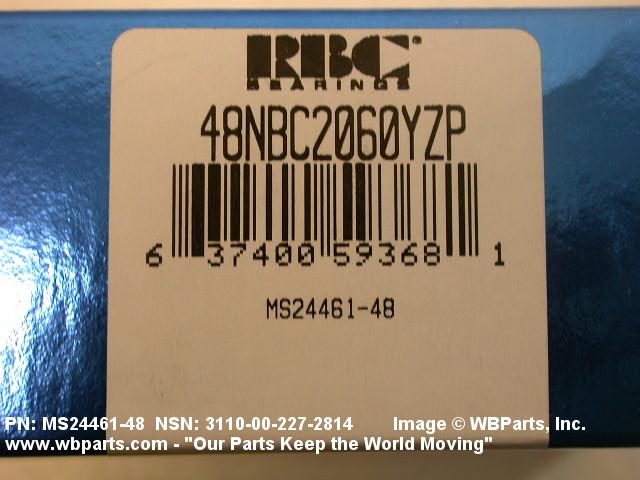 RBC
BEARINGS
48NBC2060YZP
6 37400 59368 1
MS24461-48
PN: MS24461-48 NSN: 3110-00-227-2814 Image © WBParts, Inc.
www.wbparts.com - "Our Parts Keep the World Moving"